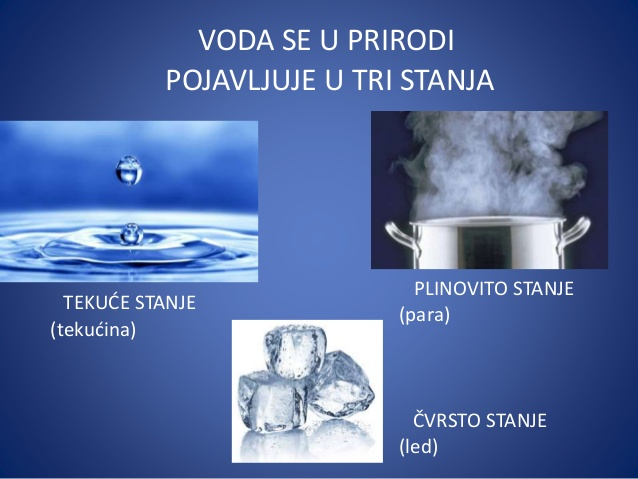 VODA SE U PRIRODI
POJAVLJUJE U TRI STANJA
TEKUĆE STANJE
(tekućina)
PLINOVITO STANJE
(para)
ČVRSTO STANJE
(led)